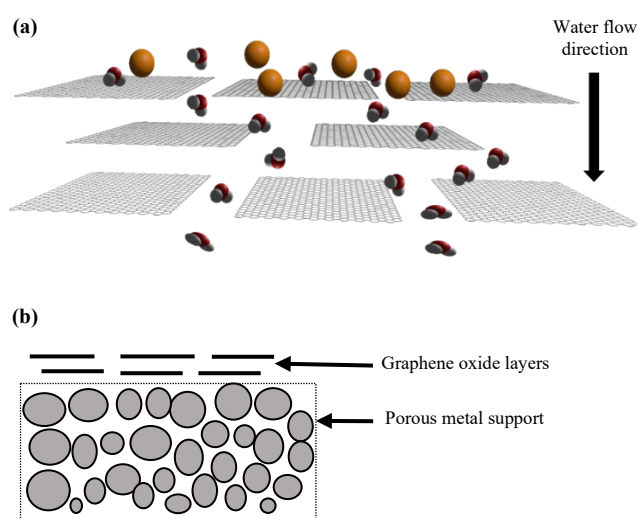 (a)
Water flow
direction
(b)
Graphene oxide layers
Porous metal support